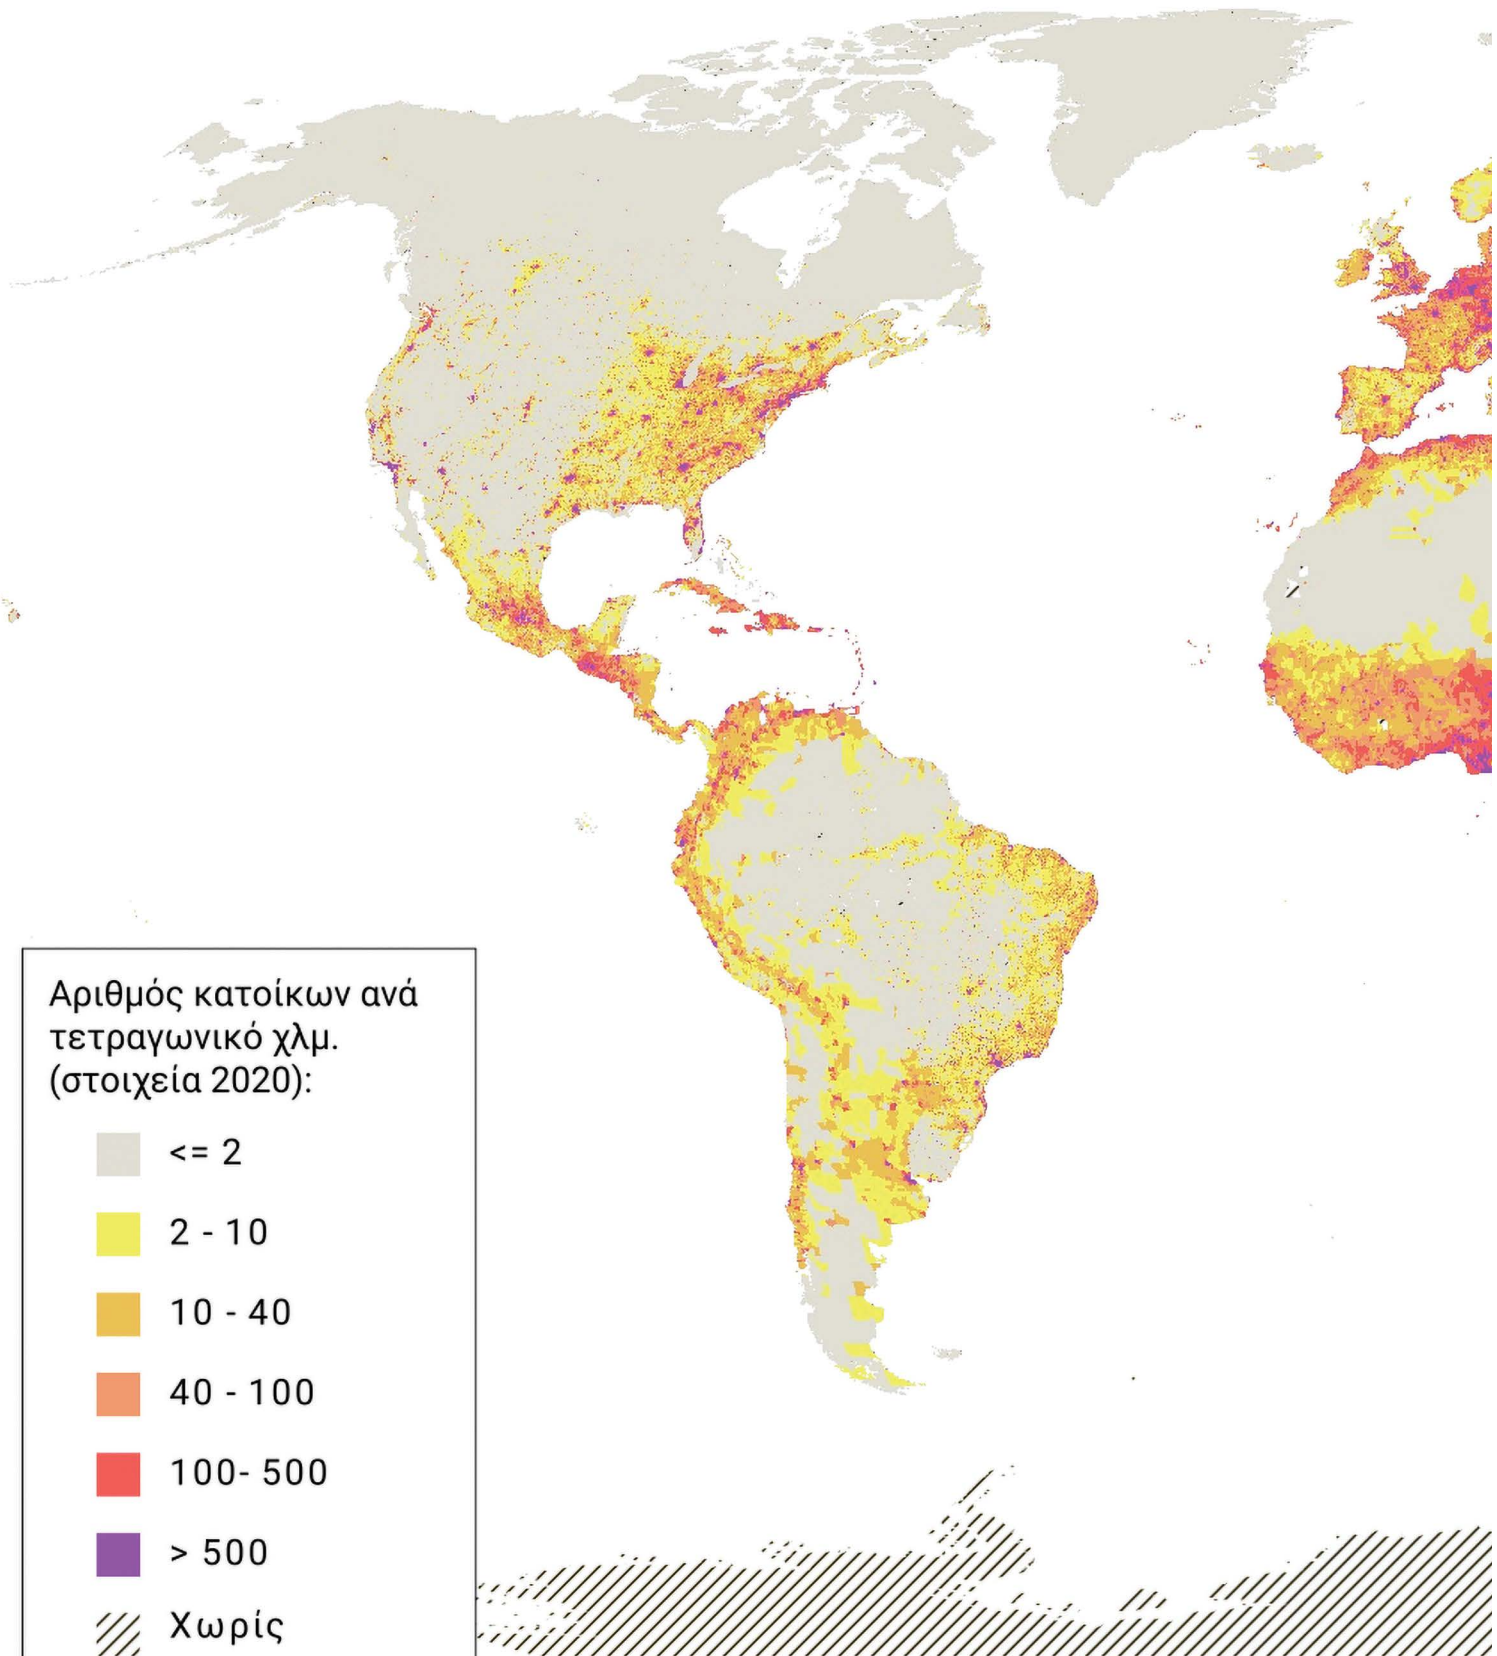 Αριθμός κατοίκων ανά
τετραγωνικό χλμ.
(στοιχεία 2020):
<= 2
2 - 10
10 - 40
40 - 100
100- 500
> 500
Χωρίς